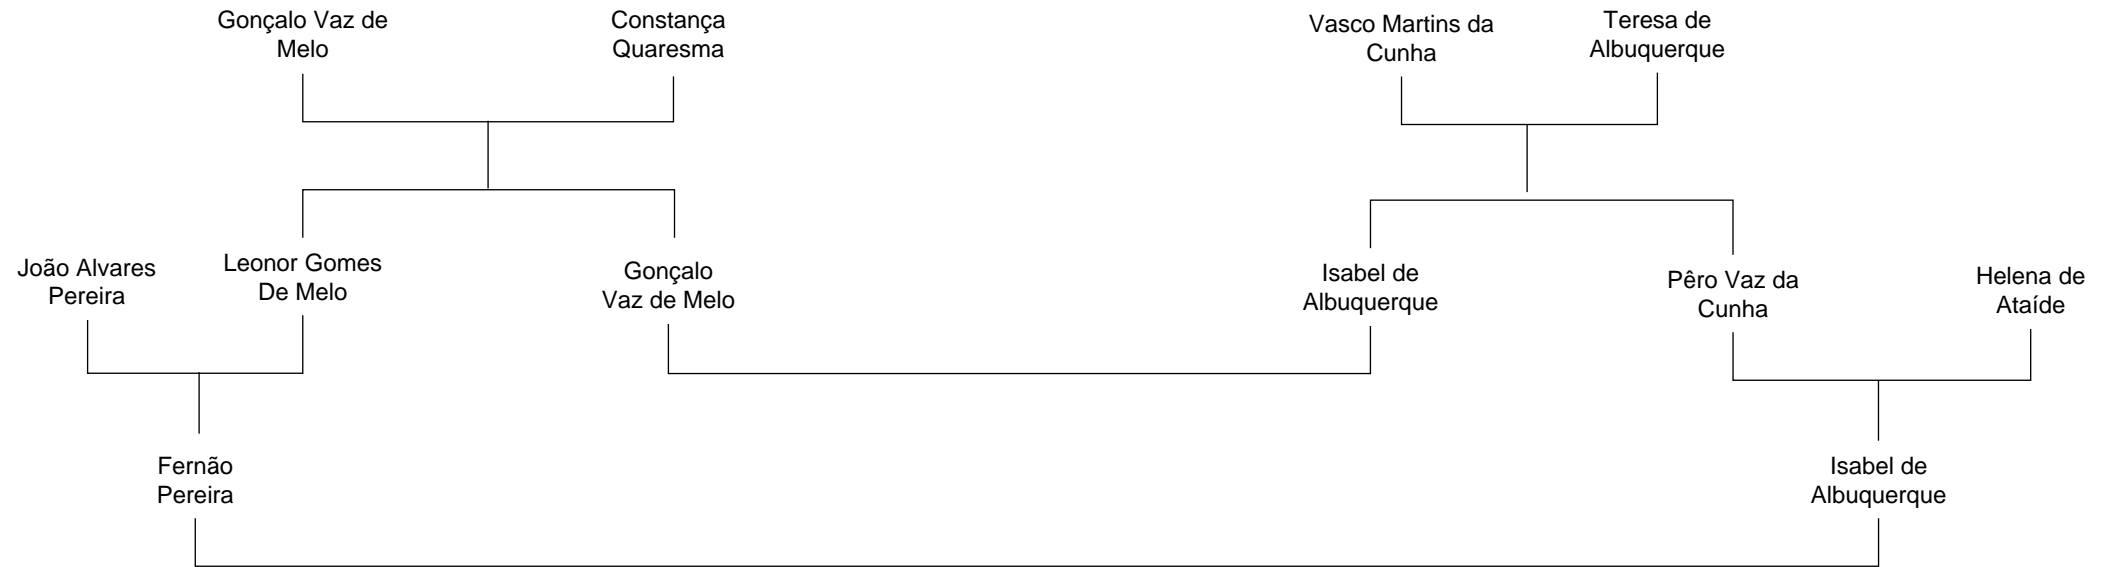 Gonçalo Vaz de
Melo
Constança
Quaresma
Vasco Martins da
Cunha
Teresa de
Albuquerque
João Alvares
Pereira
Leonor Gomes
De Melo
Gonçalo
Vaz de Melo
Isabel de
Albuquerque
Pêro Vaz da
Cunha
Helena de
Ataíde
Fernão
Pereira
Isabel de
Albuquerque